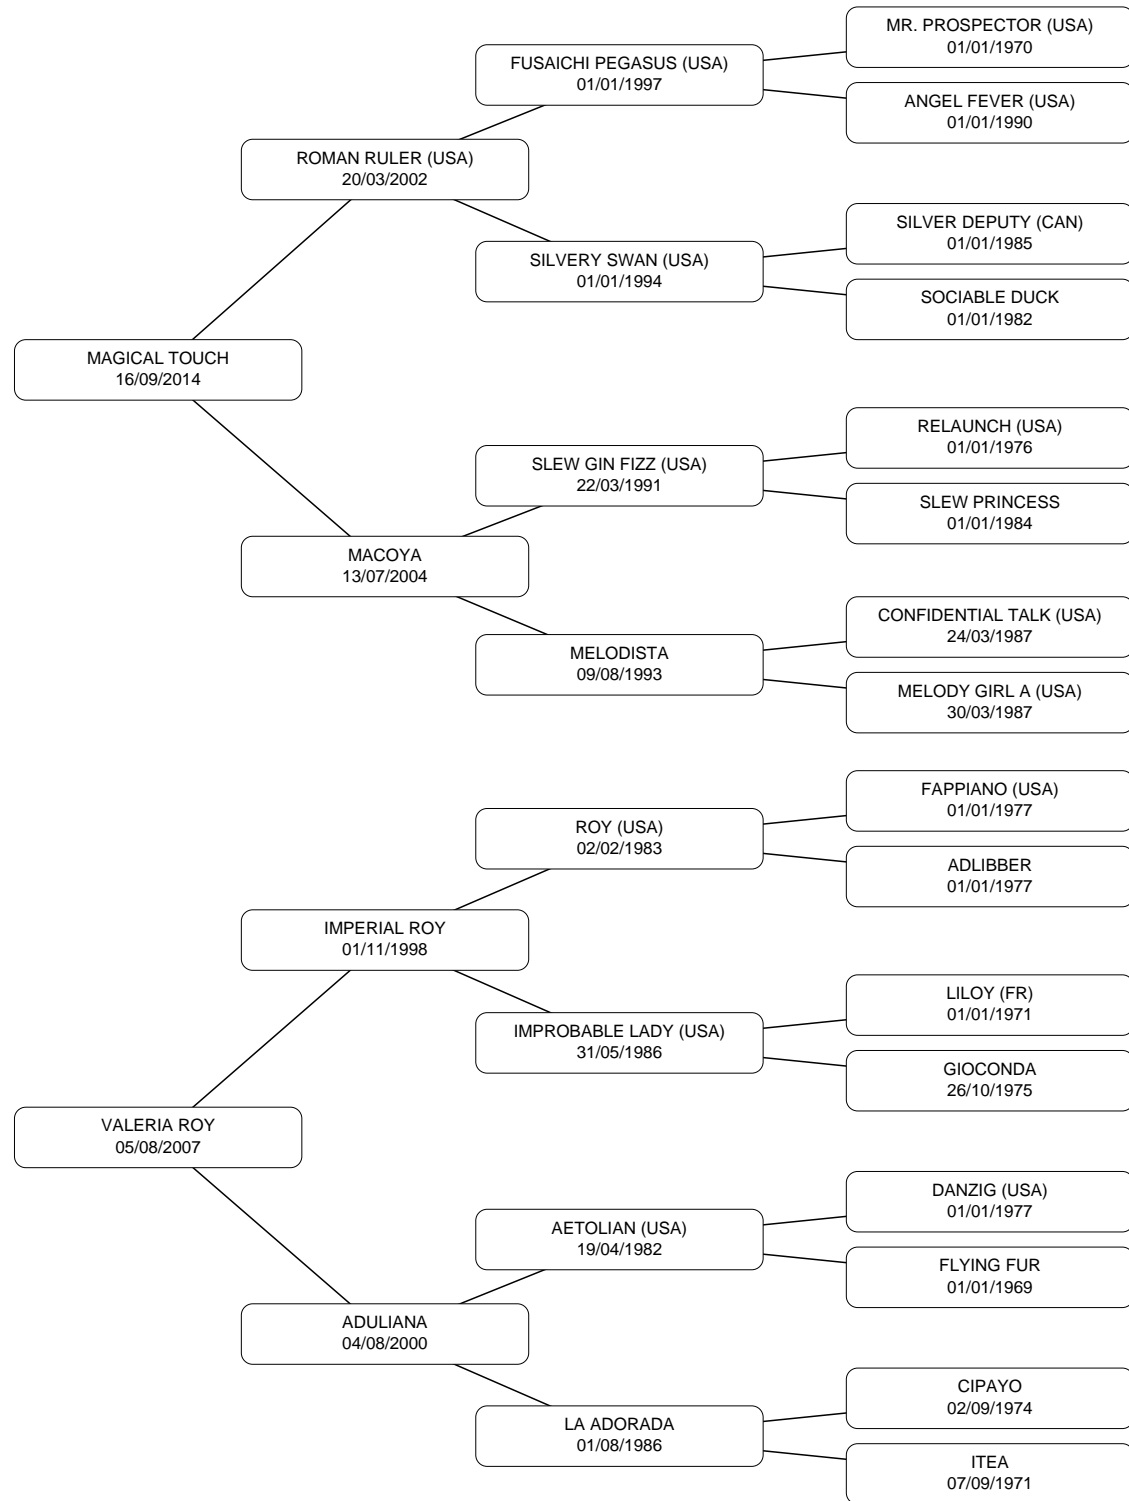 MR. PROSPECTOR (USA)
01/01/1970
FUSAICHI PEGASUS (USA)
01/01/1997
ANGEL FEVER (USA)
01/01/1990
ROMAN RULER (USA)
20/03/2002
SILVER DEPUTY (CAN)
01/01/1985
SILVERY SWAN (USA)
01/01/1994
SOCIABLE DUCK
01/01/1982
MAGICAL TOUCH
16/09/2014
RELAUNCH (USA)
01/01/1976
SLEW GIN FIZZ (USA)
22/03/1991
SLEW PRINCESS
01/01/1984
MACOYA
13/07/2004
CONFIDENTIAL TALK (USA)
24/03/1987
MELODISTA
09/08/1993
MELODY GIRL A (USA)
30/03/1987
FAPPIANO (USA)
01/01/1977
ROY (USA)
02/02/1983
ADLIBBER
01/01/1977
IMPERIAL ROY
01/11/1998
LILOY (FR)
01/01/1971
IMPROBABLE LADY (USA)
31/05/1986
GIOCONDA
26/10/1975
VALERIA ROY
05/08/2007
DANZIG (USA)
01/01/1977
AETOLIAN (USA)
19/04/1982
FLYING FUR
01/01/1969
ADULIANA
04/08/2000
CIPAYO
02/09/1974
LA ADORADA
01/08/1986
ITEA
07/09/1971